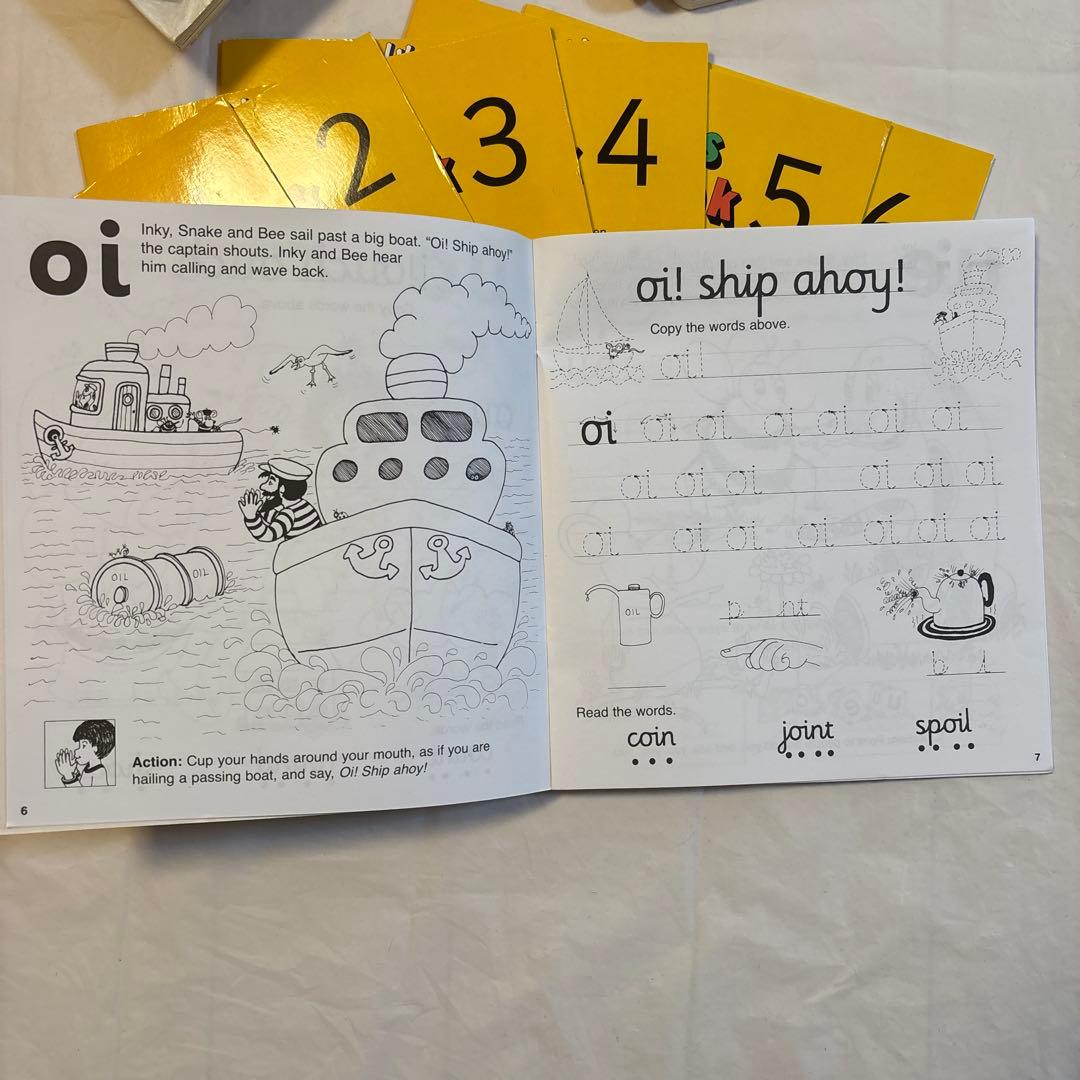 2
3
4
5
6
s
k
k
oi
Inky, Snake and Bee sail past a big boat. “Oi! Ship ahoy!”
the captain shouts. Inky and Bee hear
him calling and wave back.
OIL
OIL
Action: Cup your hands around your mouth, as if you are
hailing a passing boat, and say, Oi! Ship ahoy!
6
oi! ship ahoy!
Copy the words above.
oi!
oi oi oi oi oi oi oi
oi oi oi oi oi oi
oi oi oi oi oi oi oi
OIL
p nt
b l
Read the words.
coin joint spoil
7